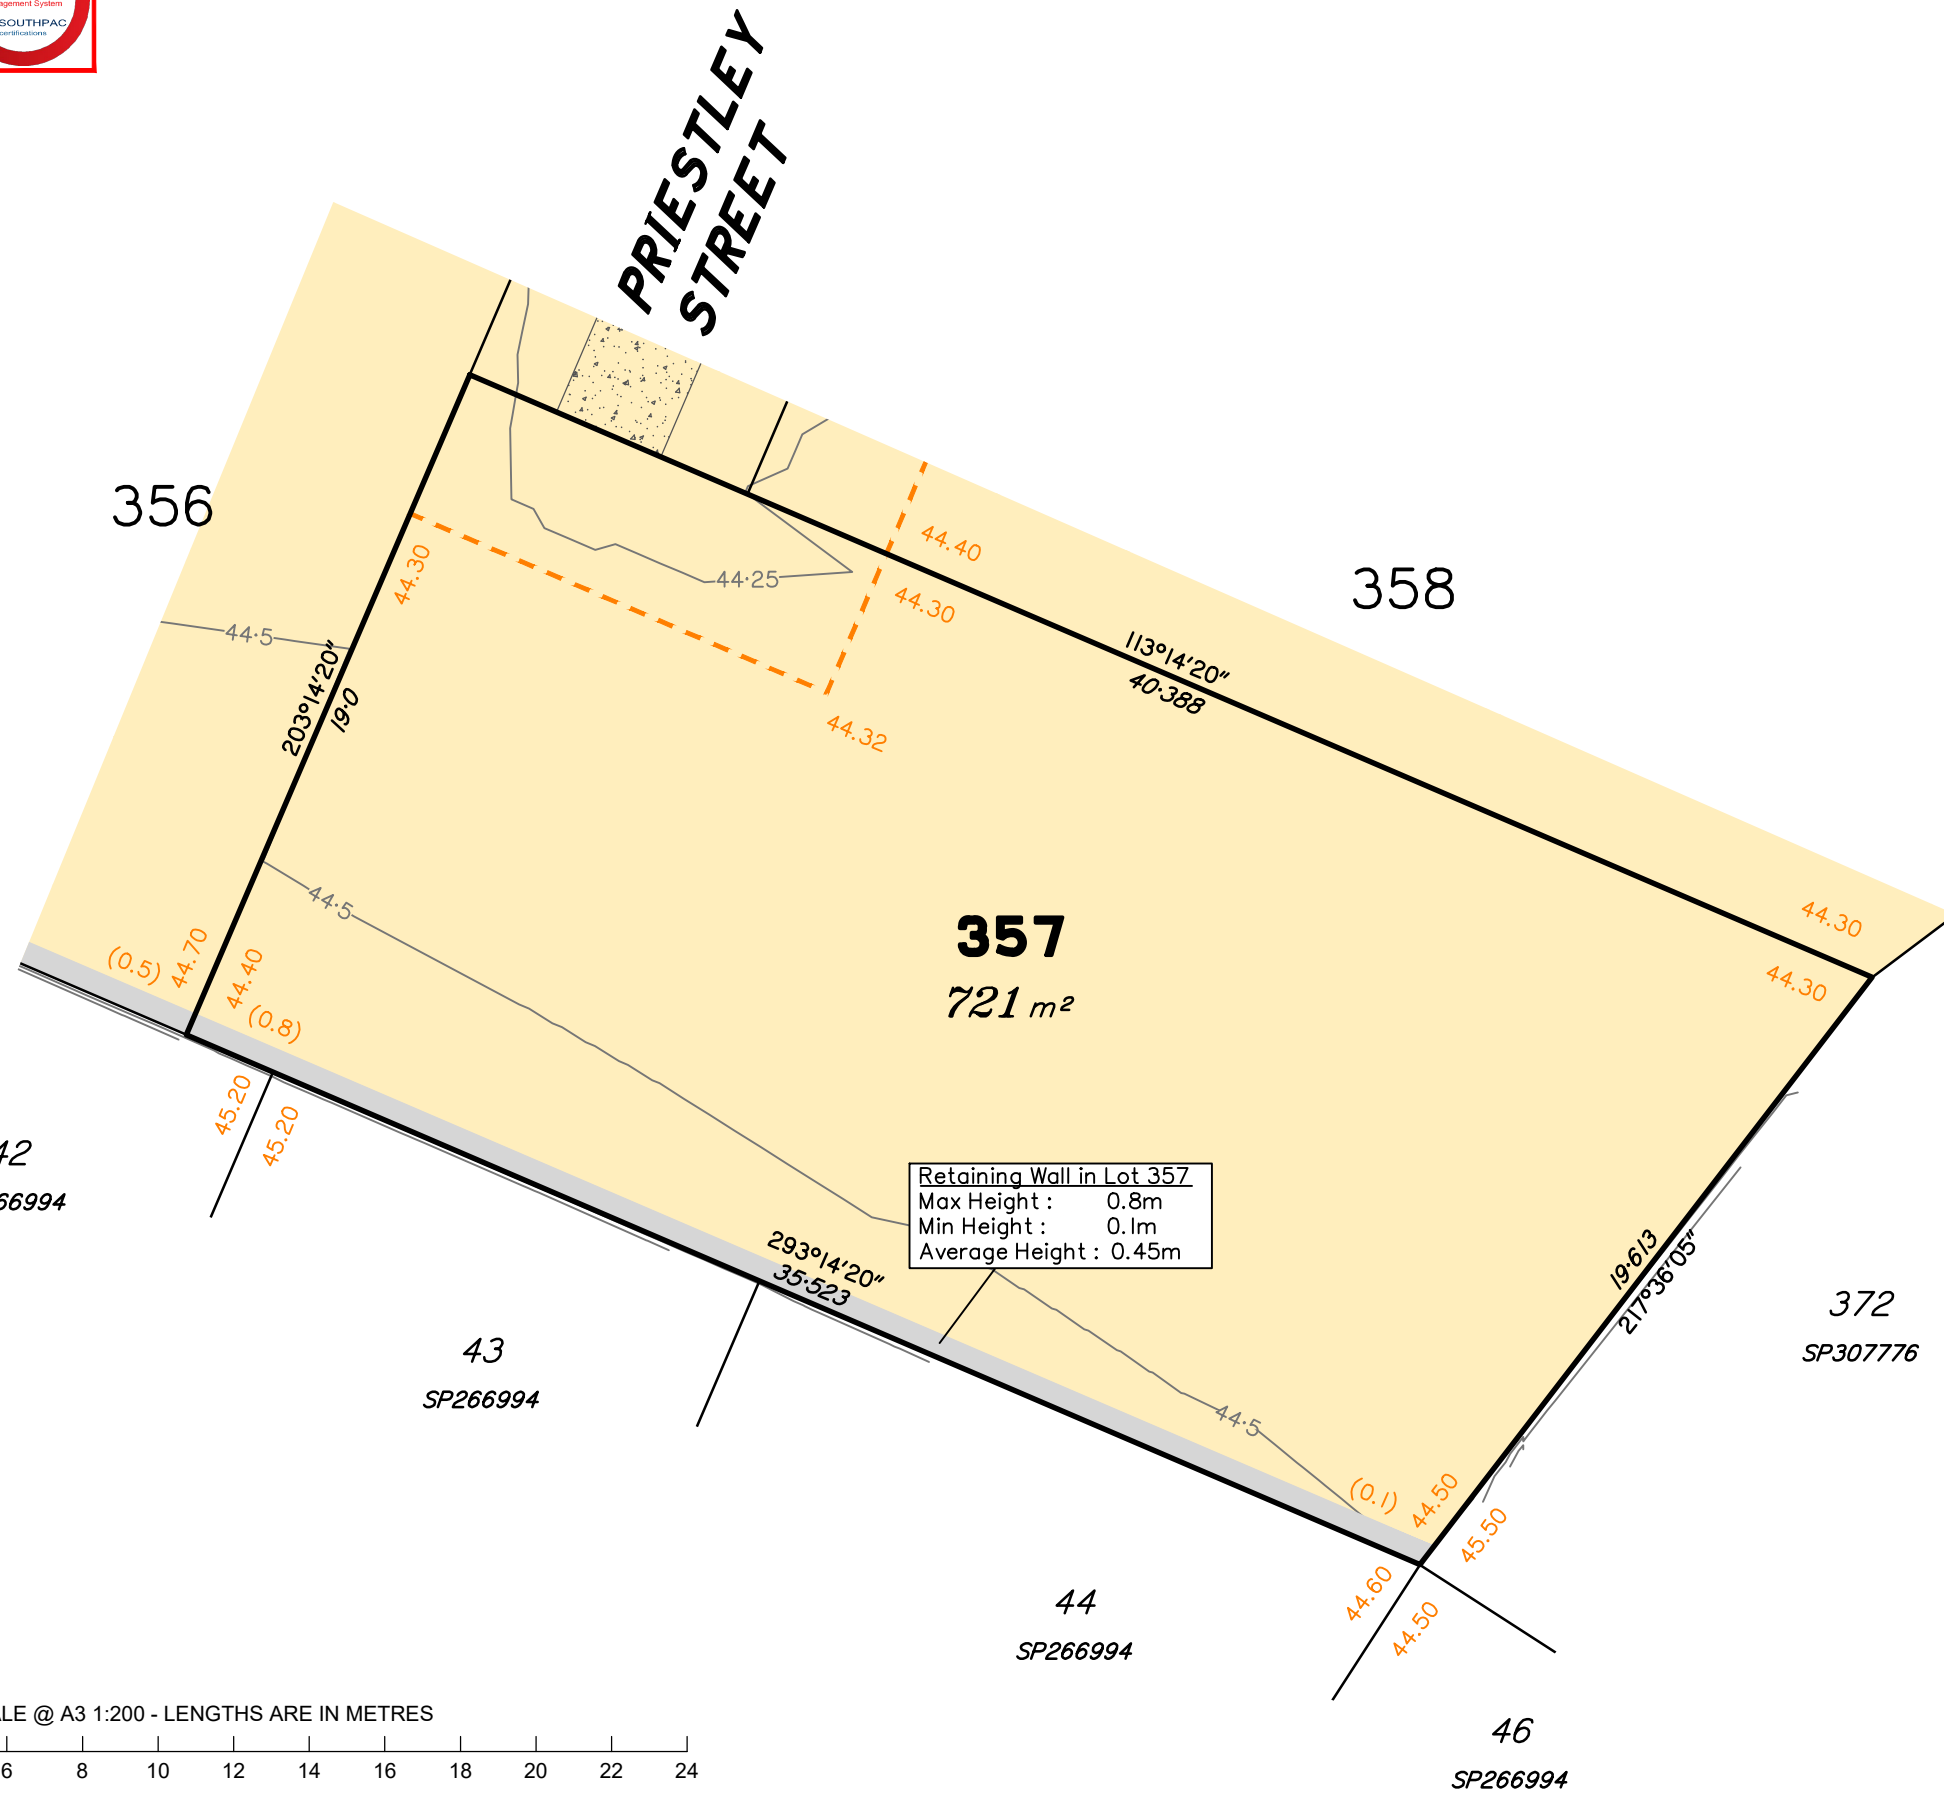 agement System
SOUTHPAC
certifications
PRIESTLEY
STREET
356
358
44.40
44.30
44.30
44·25
44·5
113°14'20"
40·388
203°14'20"
19·0
44.32
44·5
357
721 m²
44.30
44.30
(0.5)
44.70
44.40
(0.8)
45.20
45.20
42
66994
Retaining Wall in Lot 357
Max Height : 0.8m
Min Height : 0.1m
Average Height : 0.45m
293°14'20"
35·523
19·613
217°36'05"
372
SP307776
43
SP266994
44·5
(0.1)
44.50
45.50
44.60
44.50
44
SP266994
46
SP266994
LE @ A3 1:200 - LENGTHS ARE IN METRES
6 8 10 12 14 16 18 20 22 24